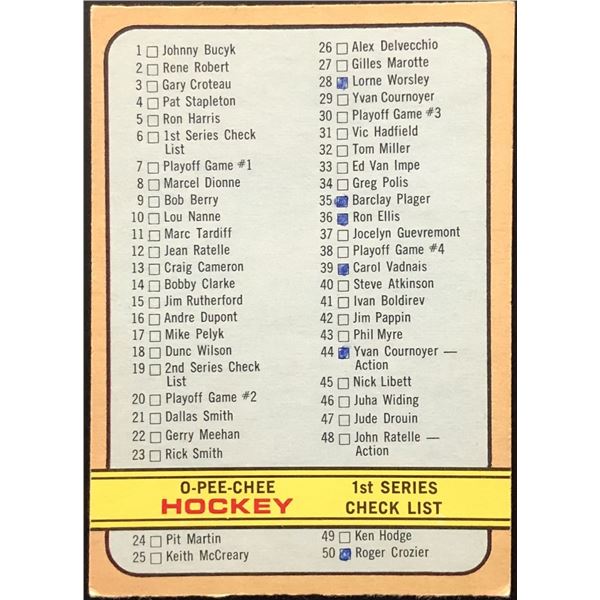 1 Johnny Bucyk
2 Rene Robert
3 Gary Croteau
4 Pat Stapleton
5 Ron Harris
6 1st Series Check
List
7 Playoff Game #1
8 Marcel Dionne
9 Bob Berry
10 Lou Nanne
11 Marc Tardiff
12 Jean Ratelle
13 Craig Cameron
14 Bobby Clarke
15 Jim Rutherford
16 Andre Dupont
17 Mike Pelyk
18 Dunc Wilson
19 2nd Series Check
List
20 Playoff Game #2
21 Dallas Smith
22 Gerry Meehan
23 Rick Smith
26 Alex Delvecchio
27 Gilles Marotte
28 Lorne Worsley
29 Yvan Cournoyer
30 Playoff Game #3
31 Vic Hadfield
32 Tom Miller
33 Ed Van Impe
34 Greg Polis
35 Barclay Plager
36 Ron Ellis
37 Jocelyn Guevremont
38 Playoff Game #4
39 Carol Vadnais
40 Steve Atkinson
41 Ivan Boldirev
42 Jim Pappin
43 Phil Myre
44 Yvan Cournoyer —
Action
45 Nick Libett
46 Juha Widing
47 Jude Drouin
48 John Ratelle —
Action
O-PEE-CHEE
HOCKEY
1st SERIES
CHECK LIST
24 Pit Martin
25 Keith McCreary
49 Ken Hodge
50 Roger Crozier